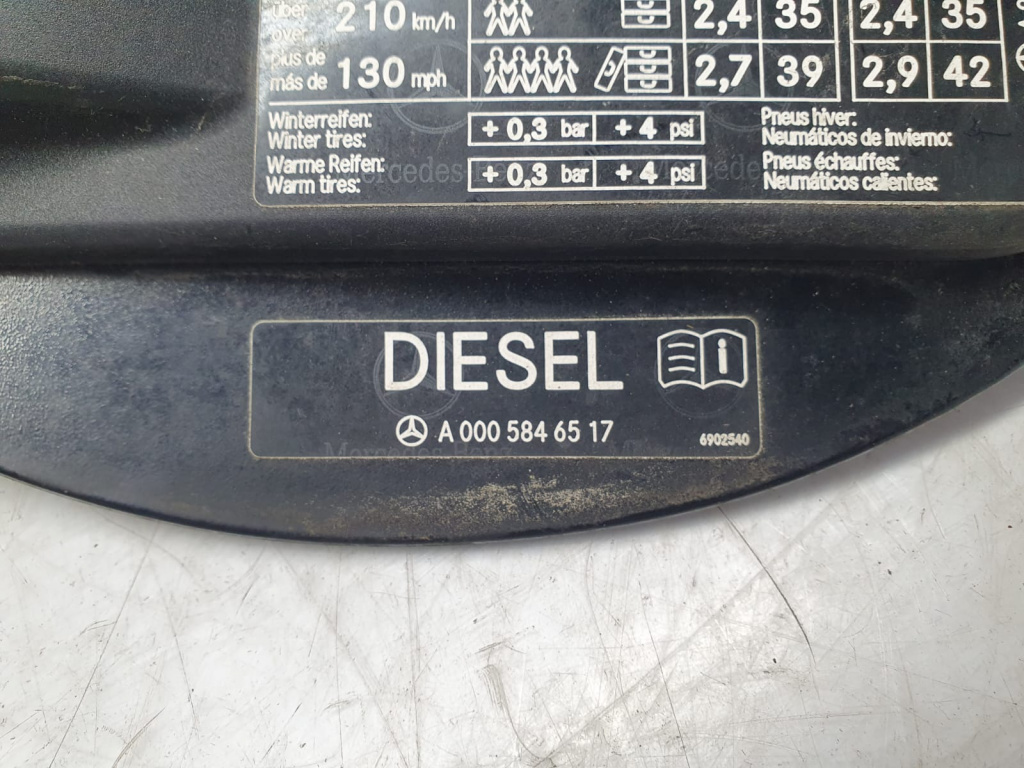 über 210 km/h 2,4 35 2,4 35
over
plus de 130 mph 2,7 39 2,9 42
más de
Winterreifen: + 0,3 bar + 4 psi Pneus hiver:
Winter tires: Neumáticos de invierno:
Warme Reifen: + 0,3 bar + 4 psi Pneus échauffes:
Warm tires: Neumáticos calientes:
DIESEL
A 000 584 65 17
6902540